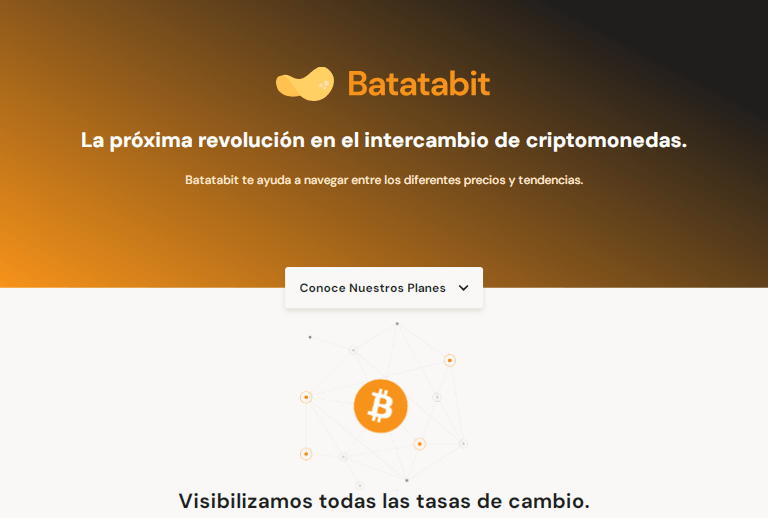 Batatabit
La próxima revolución en el intercambio de criptomonedas.
Batatabit te ayuda a navegar entre los diferentes precios y tendencias.
Conoce Nuestros Planes
Visibilizamos todas las tasas de cambio.